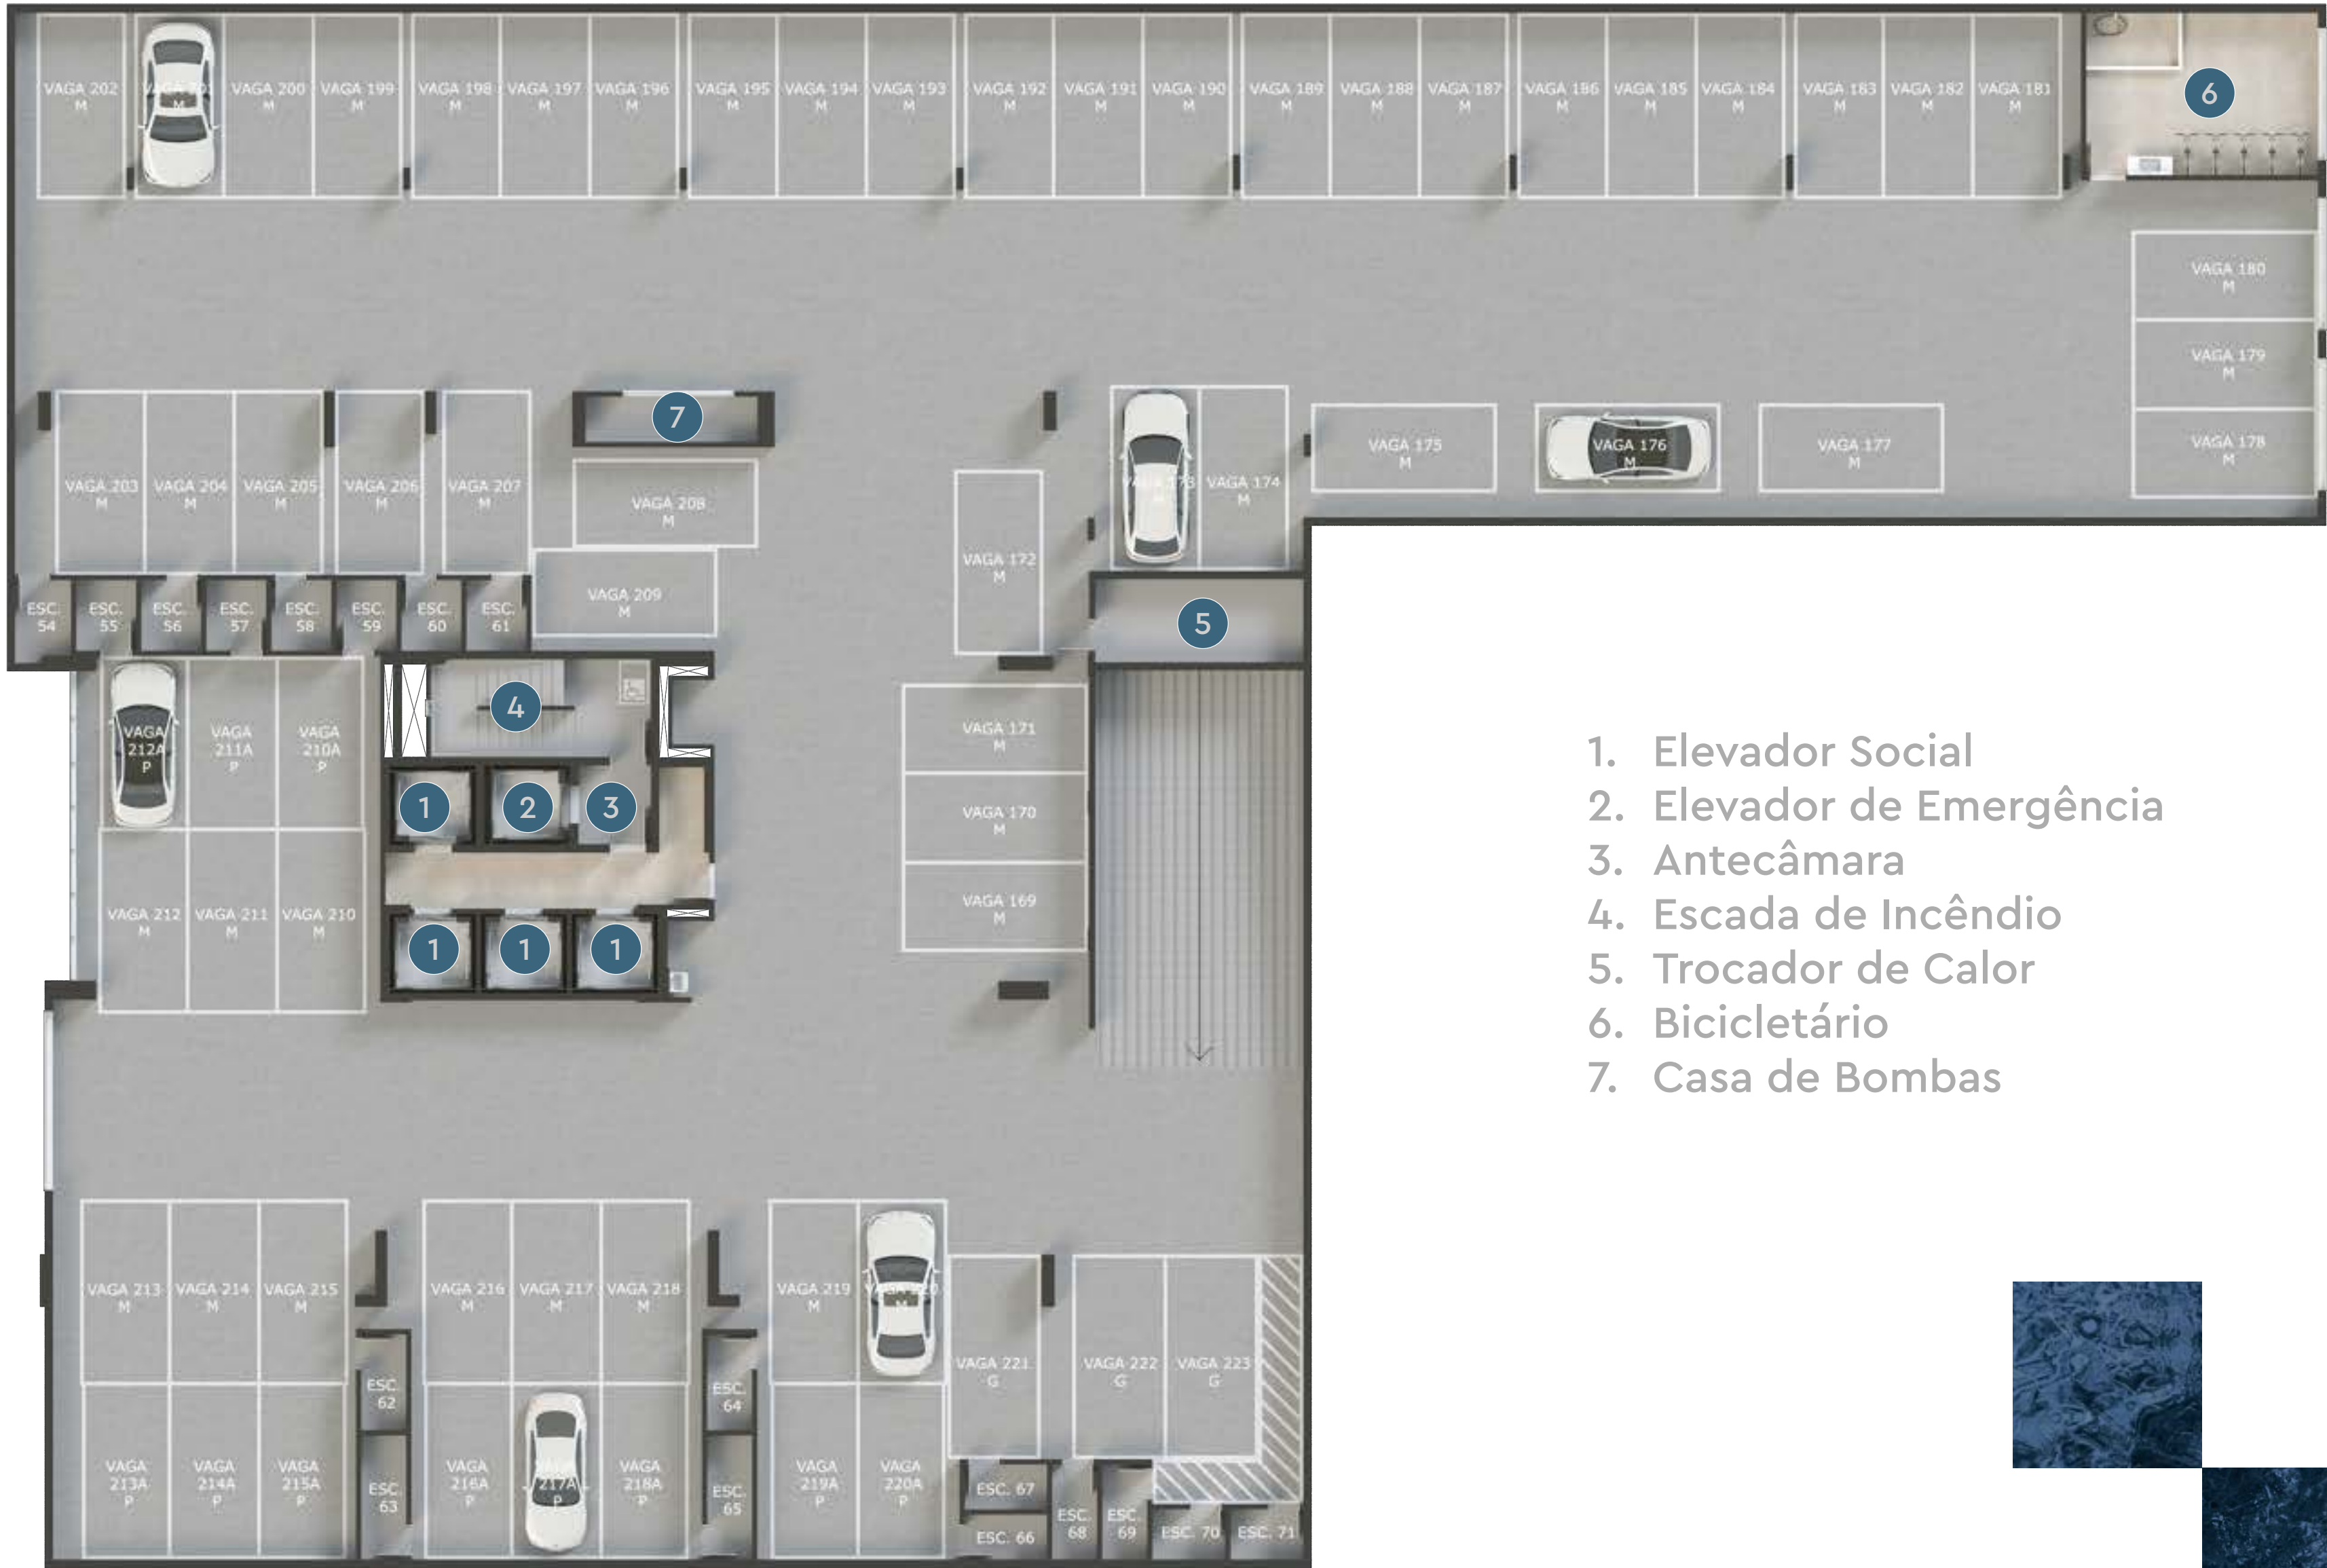 VAGA 202
M
VAGA 201
M
VAGA 200
M
VAGA 199
M
VAGA 198
M
VAGA 197
M
VAGA 196
M
VAGA 195
M
VAGA 194
M
VAGA 193
M
VAGA 192
M
VAGA 191
M
VAGA 190
M
VAGA 189
M
VAGA 188
M
VAGA 187
M
VAGA 186
M
VAGA 185
M
VAGA 184
M
VAGA 183
M
VAGA 182
M
VAGA 181
M
6
VAGA 180
M
VAGA 179
M
VAGA 178
M
7
VAGA 203
M
VAGA 204
M
VAGA 205
M
VAGA 206
M
VAGA 207
M
VAGA 208
M
VAGA 209
M
VAGA 172
M
VAGA 173
M
VAGA 174
M
VAGA 175
M
VAGA 176
M
VAGA 177
M
ESC.
54
ESC.
55
ESC.
56
ESC.
57
ESC.
58
ESC.
59
ESC.
60
ESC.
61
5
VAGA
212A
P
VAGA
211A
P
VAGA
210A
P
4
VAGA 171
M
VAGA 170
M
VAGA 169
M
1
2
3
VAGA 212
M
VAGA 211
M
VAGA 210
M
1
1
1
1. Elevador Social
2. Elevador de Emergência
3. Antecâmara
4. Escada de Incêndio
5. Trocador de Calor
6. Bicicletário
7. Casa de Bombas
VAGA 213
M
VAGA 214
M
VAGA 215
M
VAGA 216
M
VAGA 217
M
VAGA 218
M
VAGA 219
M
VAGA 220
M
VAGA 221
G
VAGA 222
G
VAGA 223
G
ESC.
62
ESC.
64
VAGA
213A
P
VAGA
214A
P
VAGA
215A
P
ESC.
63
VAGA
216A
P
VAGA
217A
P
VAGA
218A
P
ESC.
65
VAGA
219A
P
VAGA
220A
P
ESC. 67
ESC. 66
ESC.
68
ESC.
69
ESC. 70
ESC. 71